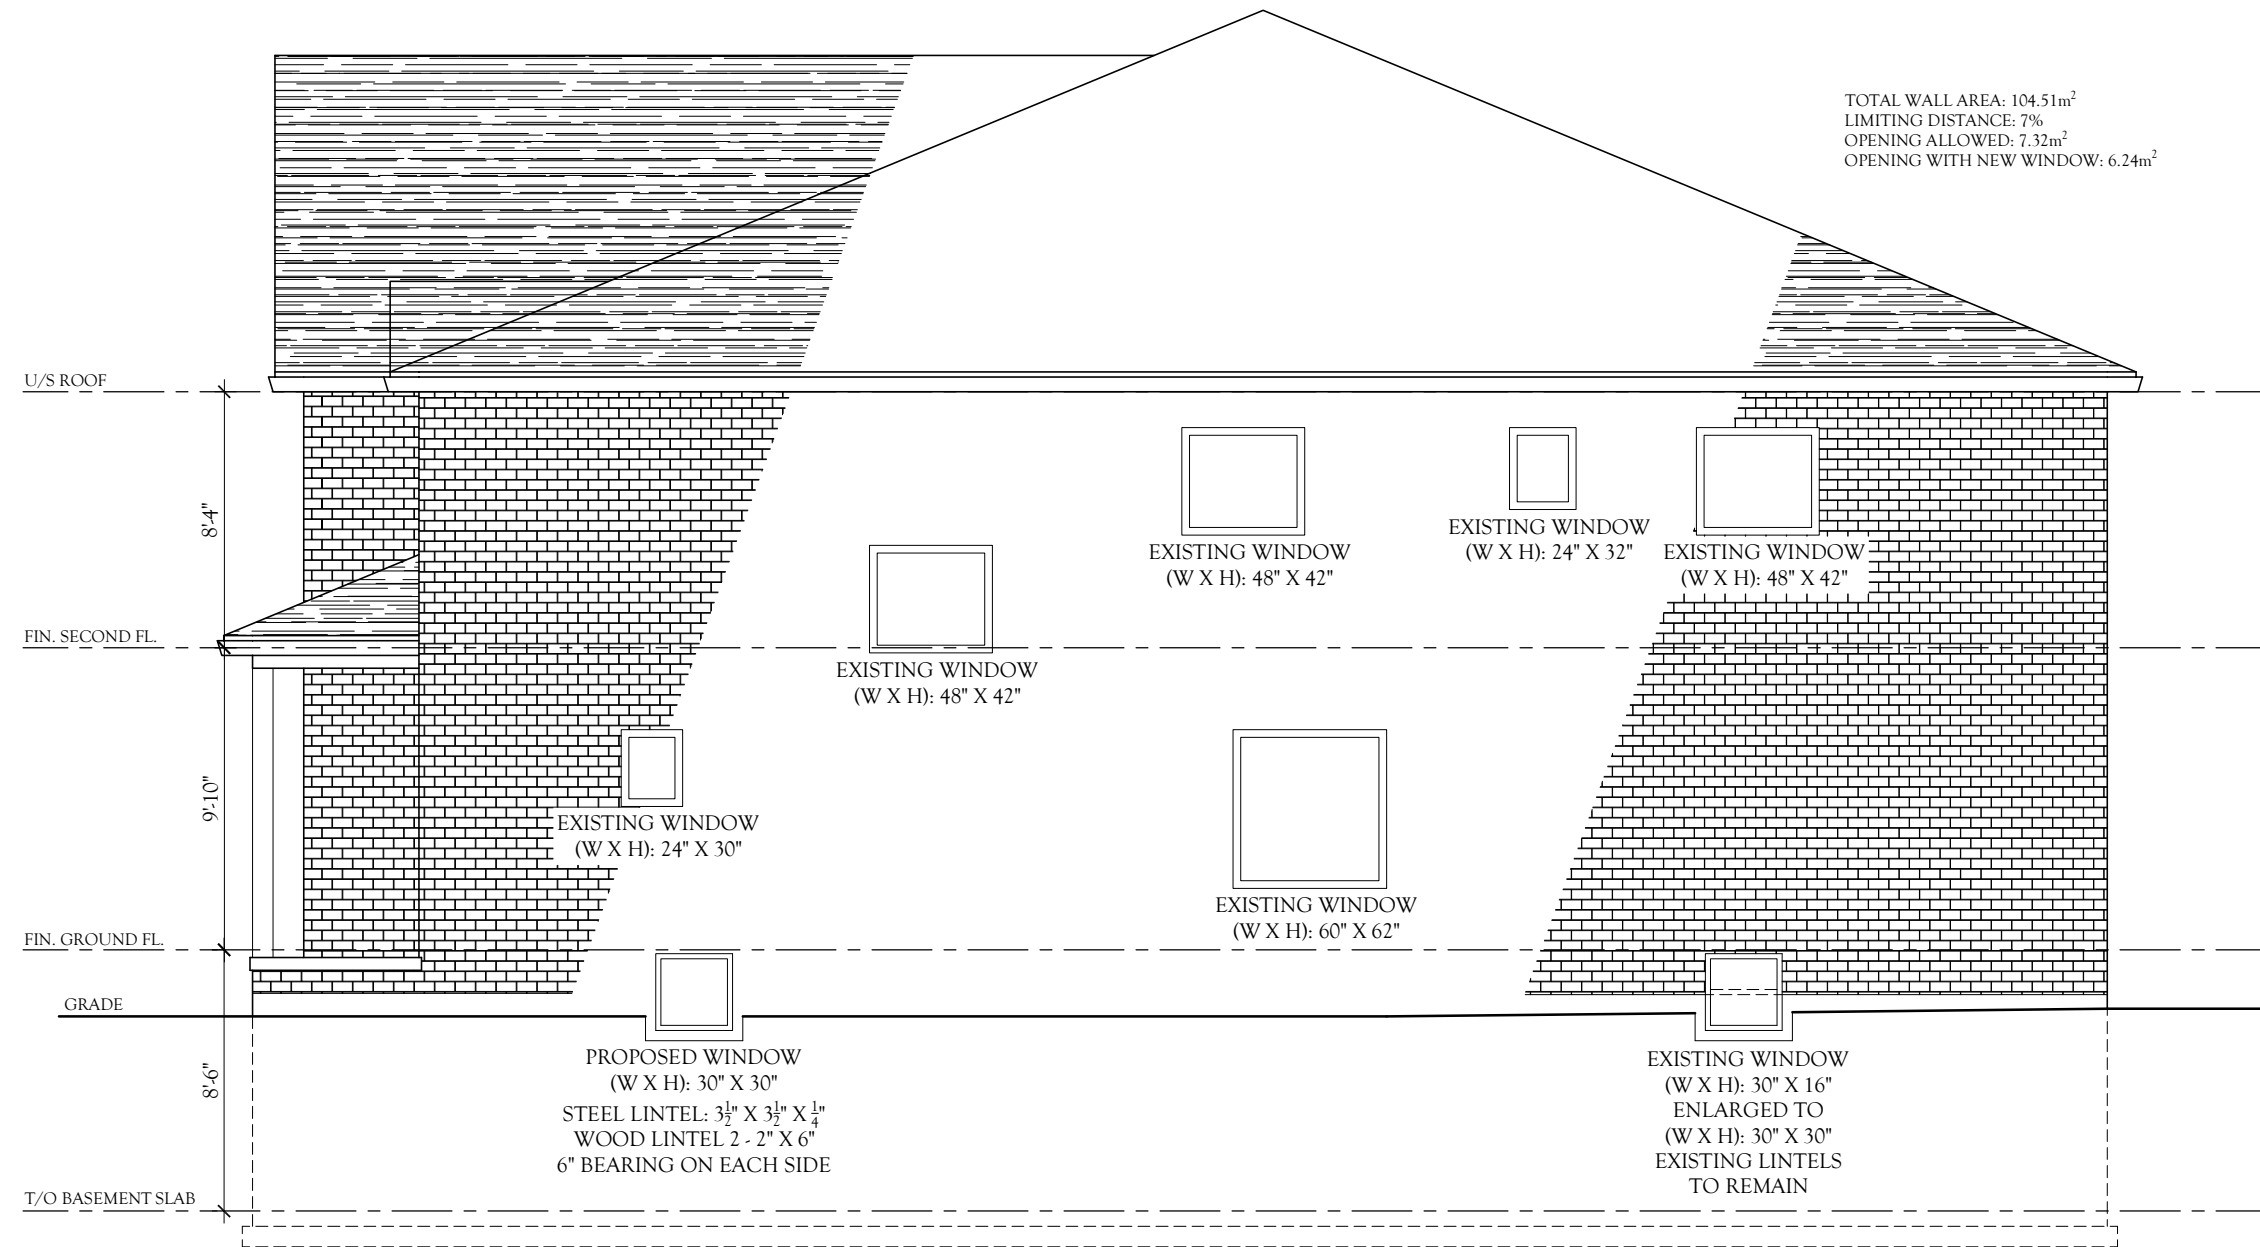 TOTAL WALL AREA: 104.51m²
LIMITING DISTANCE: 7%
OPENING ALLOWED: 7.32m²
OPENING WITH NEW WINDOW: 6.24m²
U/S ROOF
8'-4"
EXISTING WINDOW
(W X H): 48" X 42"
EXISTING WINDOW
(W X H): 24" X 32"
EXISTING WINDOW
(W X H): 48" X 42"
FIN. SECOND FL.
EXISTING WINDOW
(W X H): 48" X 42"
9'-10"
EXISTING WINDOW
(W X H): 24" X 30"
EXISTING WINDOW
(W X H): 60" X 62"
FIN. GROUND FL.
GRADE
8'-6"
PROPOSED WINDOW
(W X H): 30" X 30"
STEEL LINTEL: 3½" X 3½" X ¼"
WOOD LINTEL 2 - 2" X 6"
6" BEARING ON EACH SIDE
EXISTING WINDOW
(W X H): 30" X 16"
ENLARGED TO
(W X H): 30" X 30"
EXISTING LINTELS
TO REMAIN
T/O BASEMENT SLAB